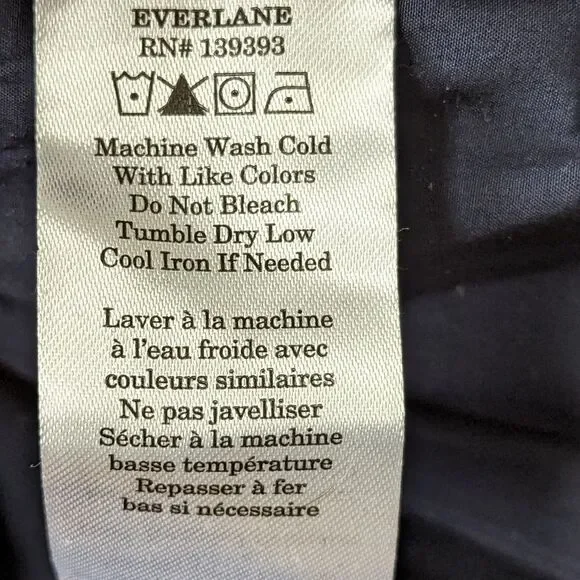 EVERLANE
RN# 139393
Machine Wash Cold
With Like Colors
Do Not Bleach
Tumble Dry Low
Cool Iron If Needed
Laver à la machine
à l'eau froide avec
couleurs similaires
Ne pas javelliser
Sécher à la machine
basse température
Repasser à fer
bas si nécessaire